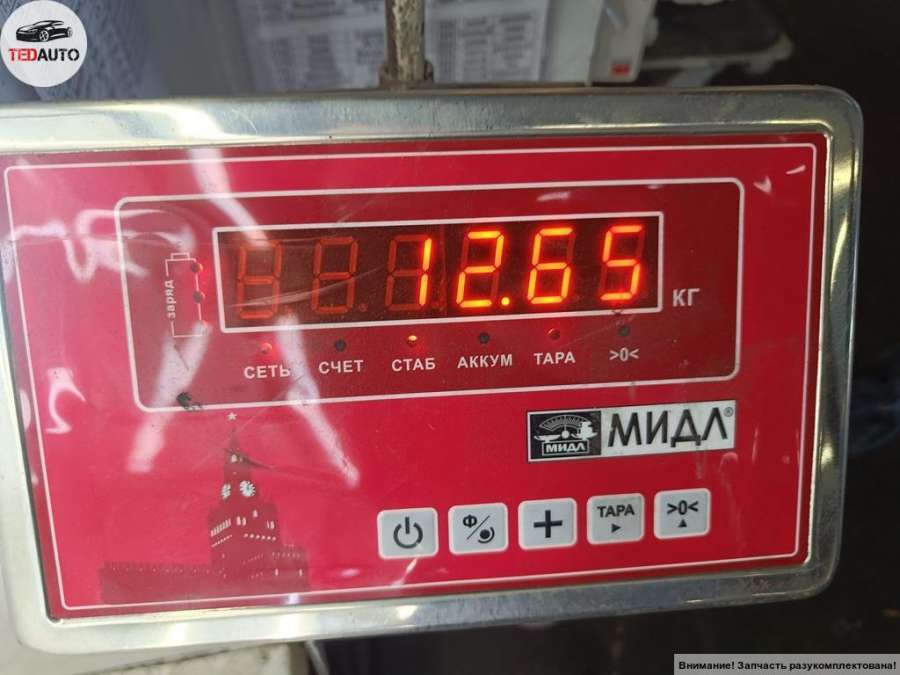 TEDAUTO
12.65
КГ
заряд
СЕТЬ СЧЕТ СТАБ АККУМ ТАРА >0<
МИДЛ МИДЛ®
Ф ТАРА >0<
Внимание! Запчасть разукомплектована!